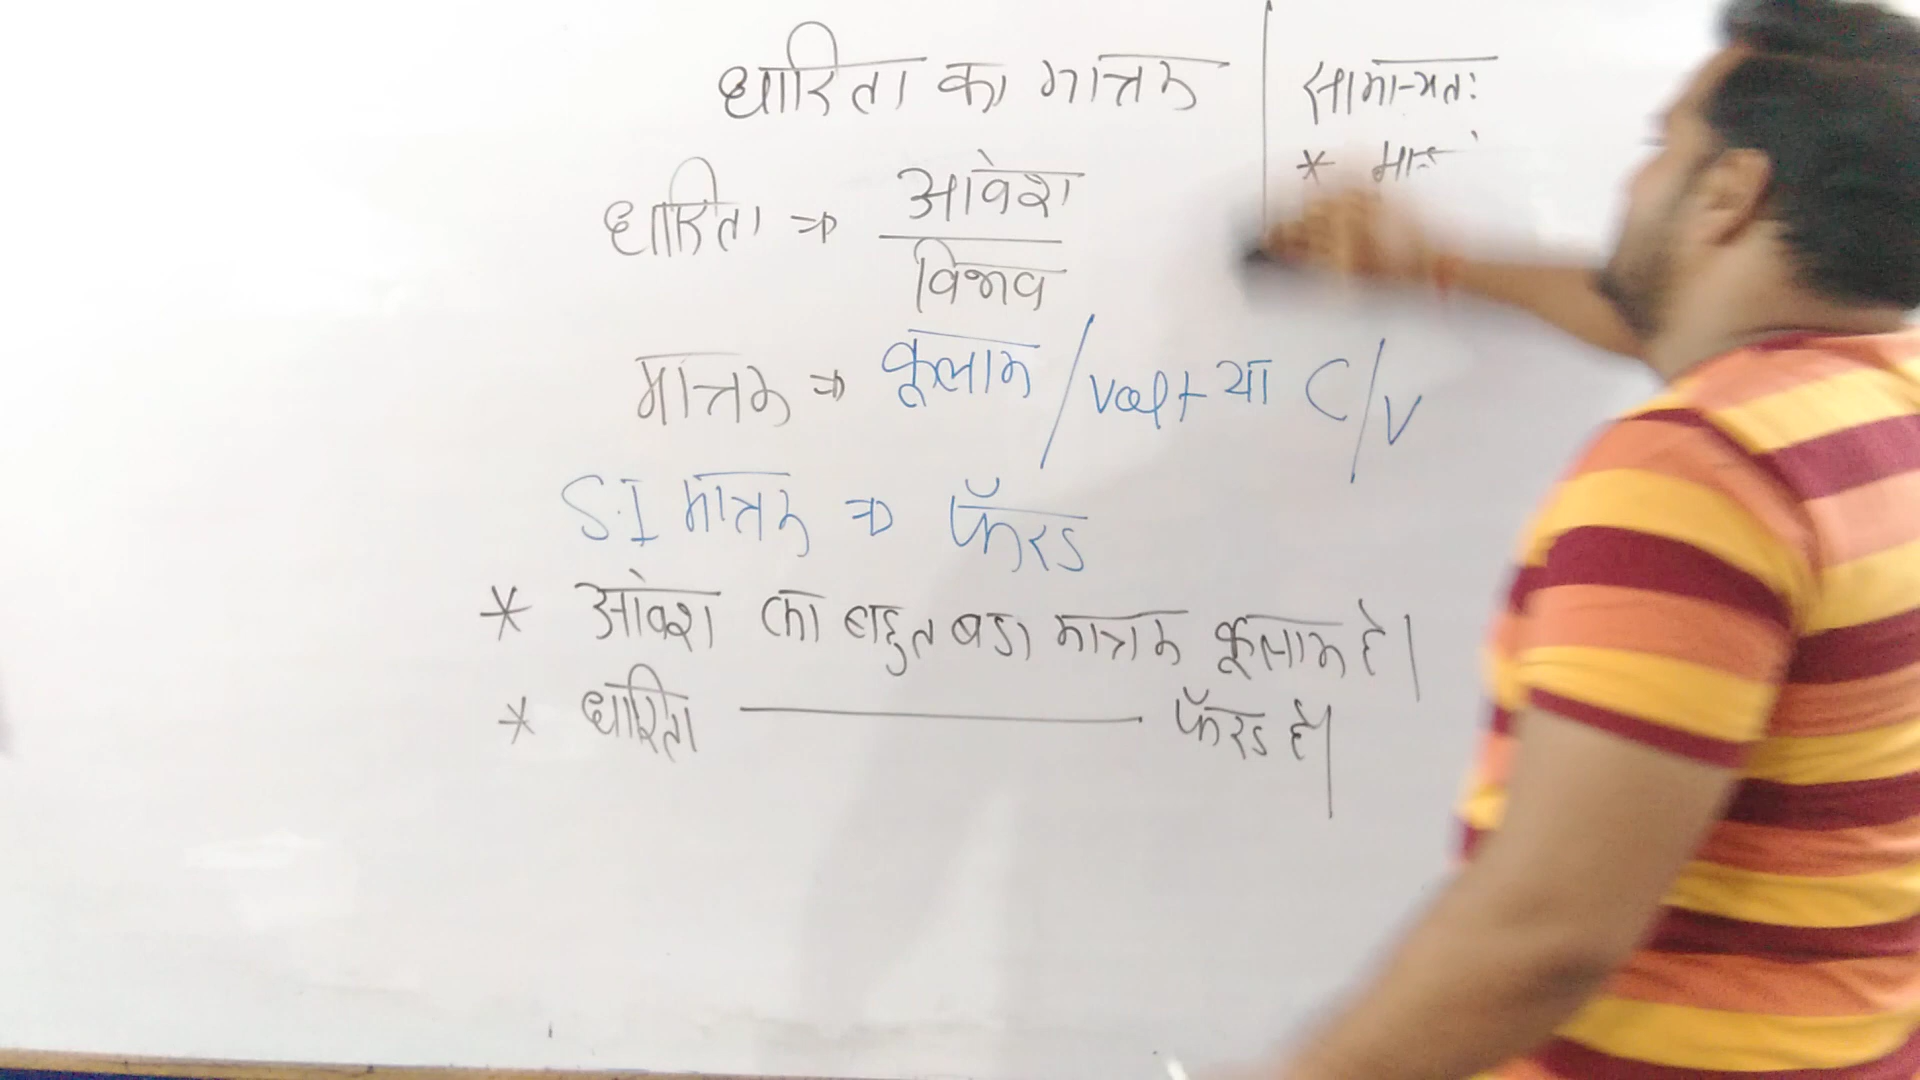 धारिता का मात्रक
धारिता ⇒ आवेश
विभव
मात्रक ⇒ कूलाम / volt या C/V
S.I मात्रक ⇒ फॅरड
* आवेश का बहुत बडा मात्रक कूलाम है।
* धारिता ———— फॅरड है।
सामान्यतः
*